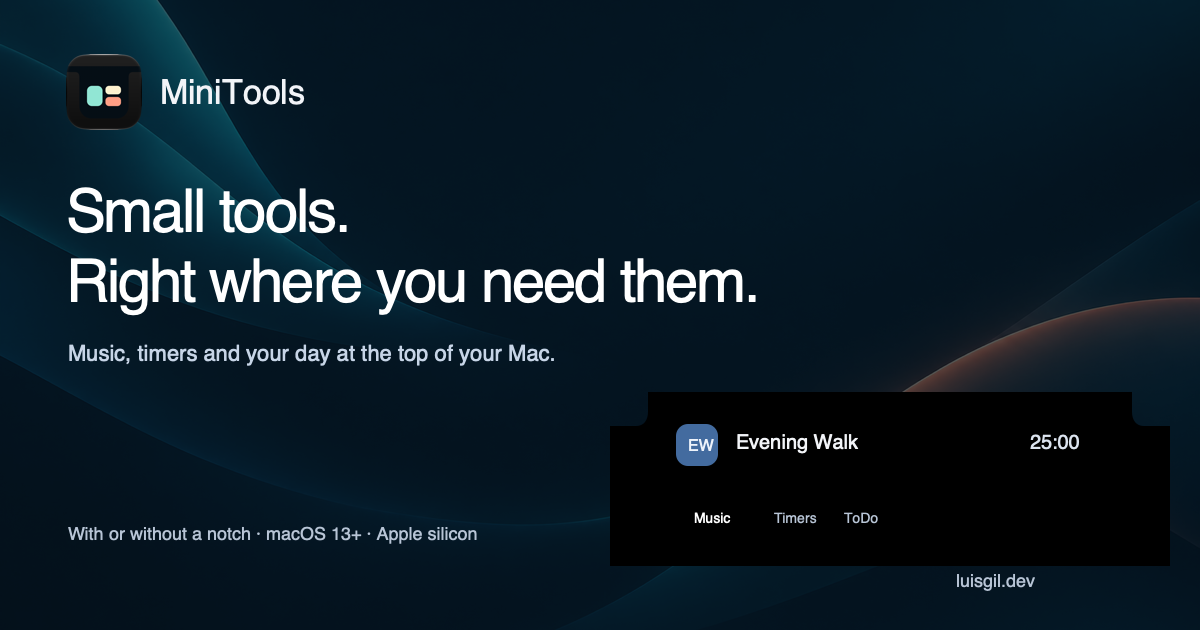 MiniTools
Small tools.
Right where you need them.
Music, timers and your day at the top of your Mac.
EW Evening Walk 25:00
Music Timers ToDo
With or without a notch · macOS 13+ · Apple silicon
luisgil.dev